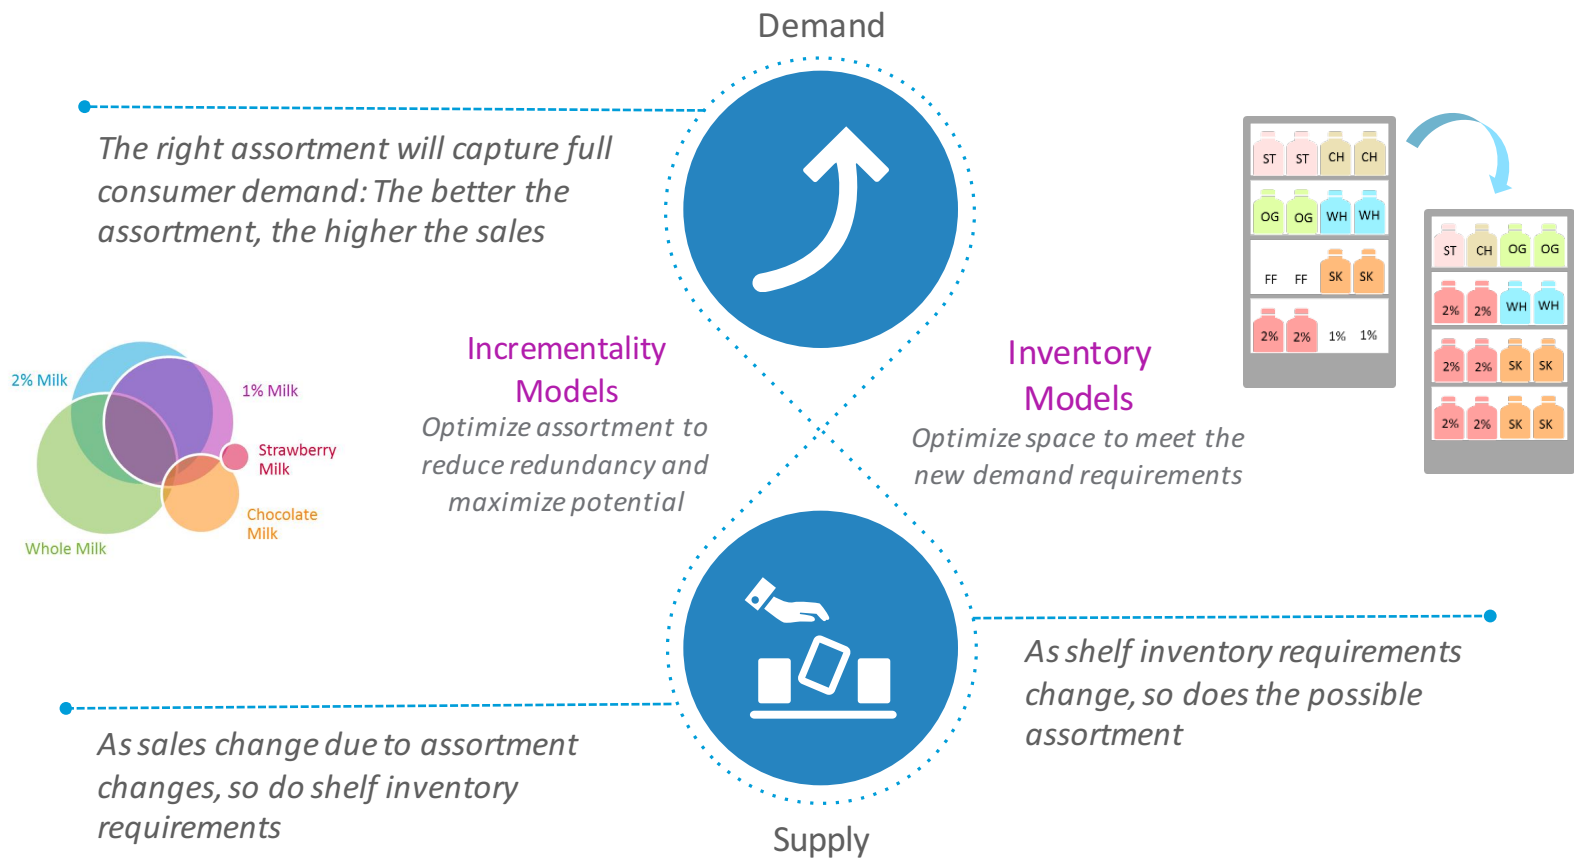 Demand
The right assortment will capture full
consumer demand: The better the
assortment, the higher the sales
ST ST CH CH
OG OG WH WH
FF FF SK SK
2% 2% 1% 1%
ST CH OG OG
2% 2% WH WH
2% 2% SK SK
2% 2% SK SK
Incrementality
Models
Optimize assortment to
reduce redundancy and
maximize potential
Inventory
Models
Optimize space to meet the
new demand requirements
2% Milk
1% Milk
Strawberry
Milk
Chocolate
Milk
Whole Milk
As shelf inventory requirements
change, so does the possible
assortment
As sales change due to assortment
changes, so do shelf inventory
requirements
Supply